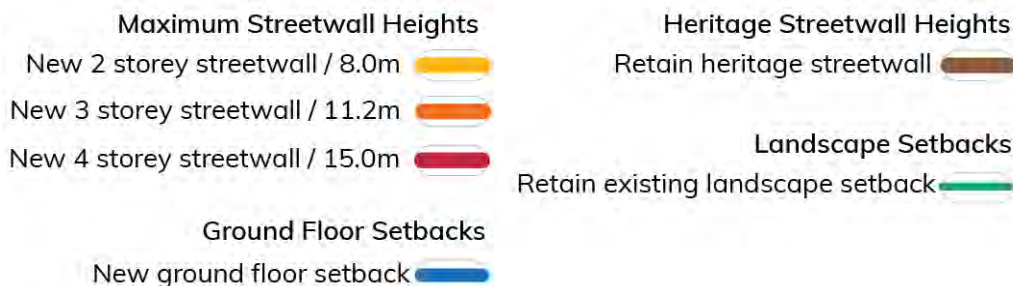 Maximum Streetwall Heights
New 2 storey streetwall / 8.0m
New 3 storey streetwall / 11.2m
New 4 storey streetwall / 15.0m
Ground Floor Setbacks
New ground floor setback
Heritage Streetwall Heights
Retain heritage streetwall
Landscape Setbacks
Retain existing landscape setback